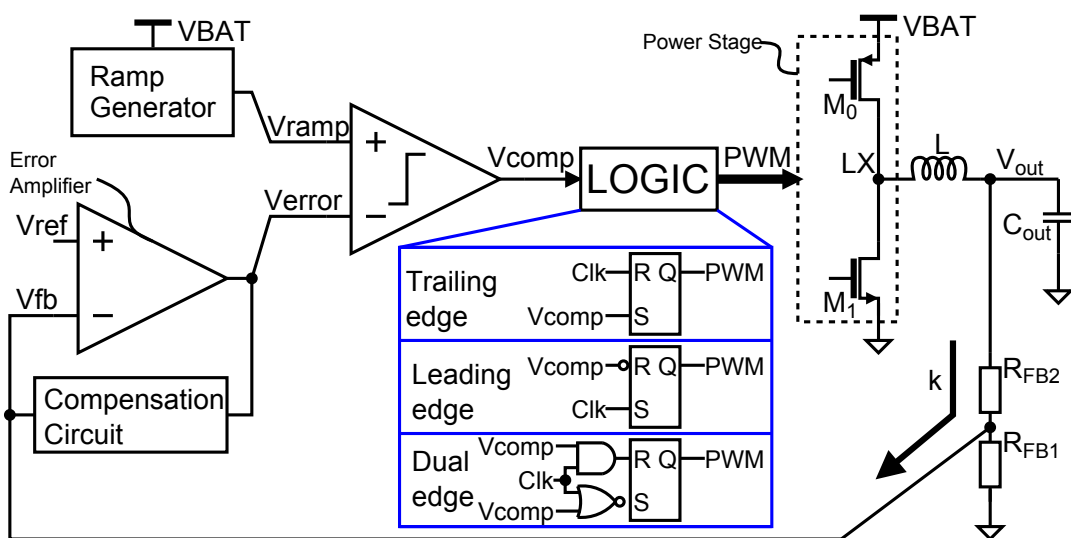 VBAT
Ramp
Generator
Vramp
+
Vcomp
LOGIC
PWM
Power Stage
VBAT
M0
LX
L
Vout
Cout
M1
Error
Amplifier
Vref
+
Vfb
−
Verror
−
Compensation
Circuit
Trailing
edge
Clk
R Q
PWM
Vcomp
S
Leading
edge
Vcomp
R Q
PWM
Clk
S
Dual
edge
Vcomp
R Q
PWM
Clk
S
Vcomp
k
RFB2
RFB1